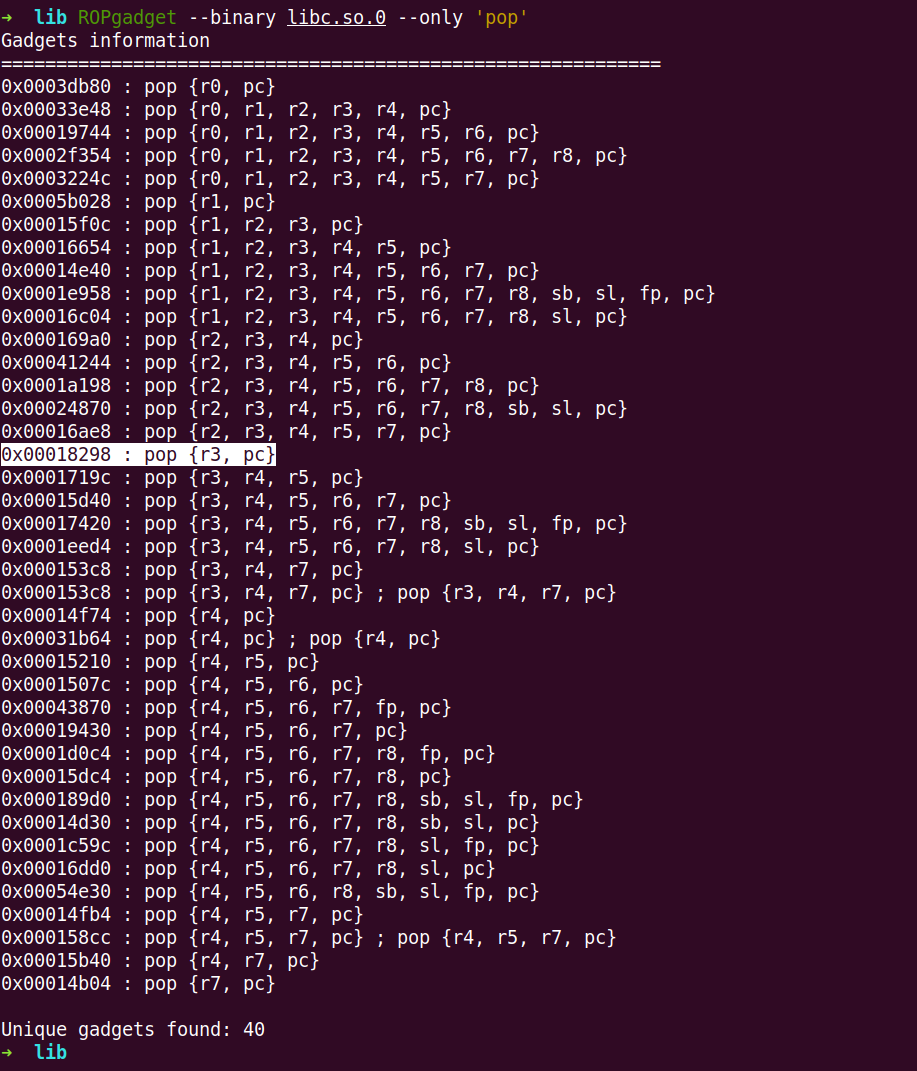 ➜  lib ROPgadget --binary libc.so.0 --only 'pop'
Gadgets information
============================================================
0x0003db80 : pop {r0, pc}
0x00033e48 : pop {r0, r1, r2, r3, r4, pc}
0x00019744 : pop {r0, r1, r2, r3, r4, r5, r6, pc}
0x0002f354 : pop {r0, r1, r2, r3, r4, r5, r6, r7, r8, pc}
0x0003224c : pop {r0, r1, r2, r3, r4, r5, r7, pc}
0x0005b028 : pop {r1, pc}
0x00015f0c : pop {r1, r2, r3, pc}
0x00016654 : pop {r1, r2, r3, r4, r5, pc}
0x00014e40 : pop {r1, r2, r3, r4, r5, r6, r7, pc}
0x0001e958 : pop {r1, r2, r3, r4, r5, r6, r7, r8, sb, sl, fp, pc}
0x00016c04 : pop {r1, r2, r3, r4, r5, r6, r7, r8, sl, pc}
0x000169a0 : pop {r2, r3, r4, pc}
0x00041244 : pop {r2, r3, r4, r5, r6, pc}
0x0001a198 : pop {r2, r3, r4, r5, r6, r7, r8, pc}
0x00024870 : pop {r2, r3, r4, r5, r6, r7, r8, sb, sl, pc}
0x00016ae8 : pop {r2, r3, r4, r5, r7, pc}
0x00018298 : pop {r3, pc}
0x0001719c : pop {r3, r4, r5, pc}
0x00015d40 : pop {r3, r4, r5, r6, r7, pc}
0x00017420 : pop {r3, r4, r5, r6, r7, r8, sb, sl, fp, pc}
0x0001eed4 : pop {r3, r4, r5, r6, r7, r8, sl, pc}
0x000153c8 : pop {r3, r4, r7, pc}
0x000153c8 : pop {r3, r4, r7, pc} ; pop {r3, r4, r7, pc}
0x00014f74 : pop {r4, pc}
0x00031b64 : pop {r4, pc} ; pop {r4, pc}
0x00015210 : pop {r4, r5, pc}
0x0001507c : pop {r4, r5, r6, pc}
0x00043870 : pop {r4, r5, r6, r7, fp, pc}
0x00019430 : pop {r4, r5, r6, r7, pc}
0x0001d0c4 : pop {r4, r5, r6, r7, r8, fp, pc}
0x00015dc4 : pop {r4, r5, r6, r7, r8, pc}
0x000189d0 : pop {r4, r5, r6, r7, r8, sb, sl, fp, pc}
0x00014d30 : pop {r4, r5, r6, r7, r8, sb, sl, pc}
0x0001c59c : pop {r4, r5, r6, r7, r8, sl, fp, pc}
0x00016dd0 : pop {r4, r5, r6, r7, r8, sl, pc}
0x00054e30 : pop {r4, r5, r6, r8, sb, sl, fp, pc}
0x00014fb4 : pop {r4, r5, r7, pc}
0x000158cc : pop {r4, r5, r7, pc} ; pop {r4, r5, r7, pc}
0x00015b40 : pop {r4, r7, pc}
0x00014b04 : pop {r7, pc}
Unique gadgets found: 40
➜  lib